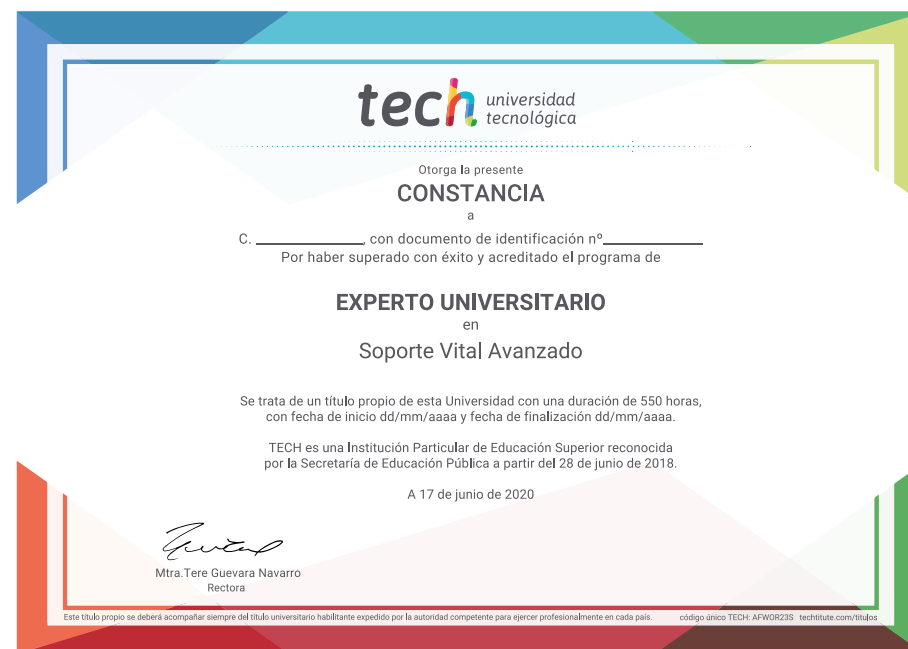 tech universidad
tecnológica
Otorga la presente
CONSTANCIA
a
C. ______________, con documento de identificación nº_____________
Por haber superado con éxito y acreditado el programa de
EXPERTO UNIVERSITARIO
en
Soporte Vital Avanzado
Se trata de un título propio de esta Universidad con una duración de 550 horas,
con fecha de inicio dd/mm/aaaa y fecha de finalización dd/mm/aaaa.
TECH es una Institución Particular de Educación Superior reconocida
por la Secretaría de Educación Pública a partir del 28 de junio de 2018.
A 17 de junio de 2020
Mtra.Tere Guevara Navarro
Rectora
Este título propio se deberá acompañar siempre del título universitario habilitante expedido por la autoridad competente para ejercer profesionalmente en cada país. código único TECH: AFWOR23S techtitute.com/titulos